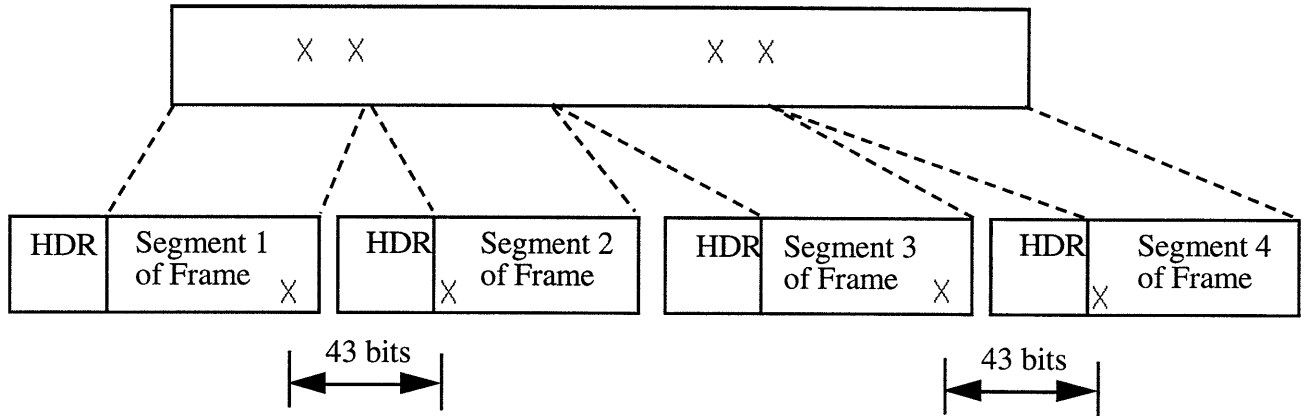 X X X X
HDR Segment 1
of Frame
X
HDR Segment 2
of Frame
X
HDR Segment 3
of Frame
X
HDR Segment 4
of Frame
X
43 bits
43 bits